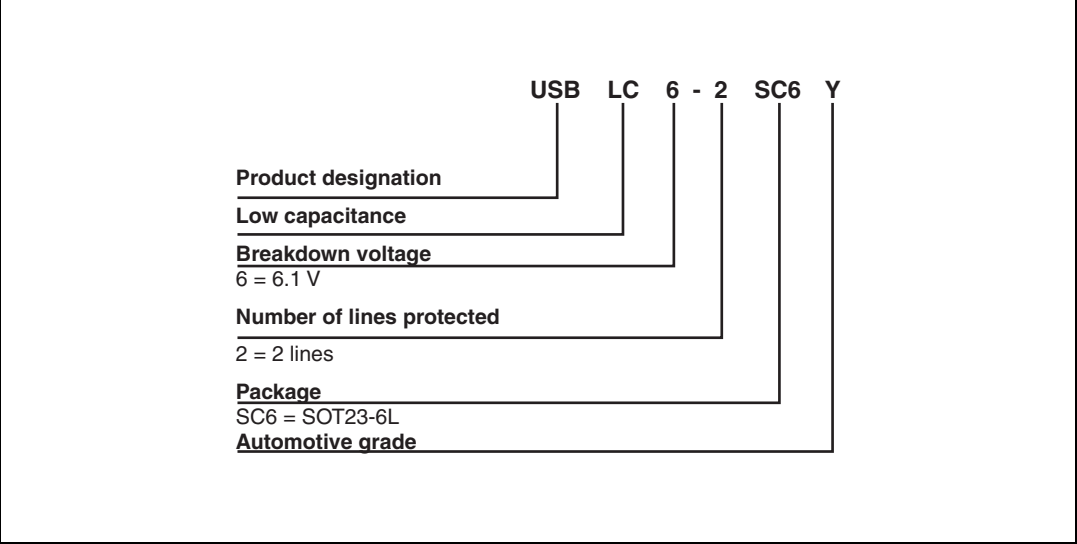 USB LC 6 - 2 SC6 Y
Product designation
Low capacitance
Breakdown voltage
6 = 6.1 V
Number of lines protected
2 = 2 lines
Package
SC6 = SOT23-6L
Automotive grade